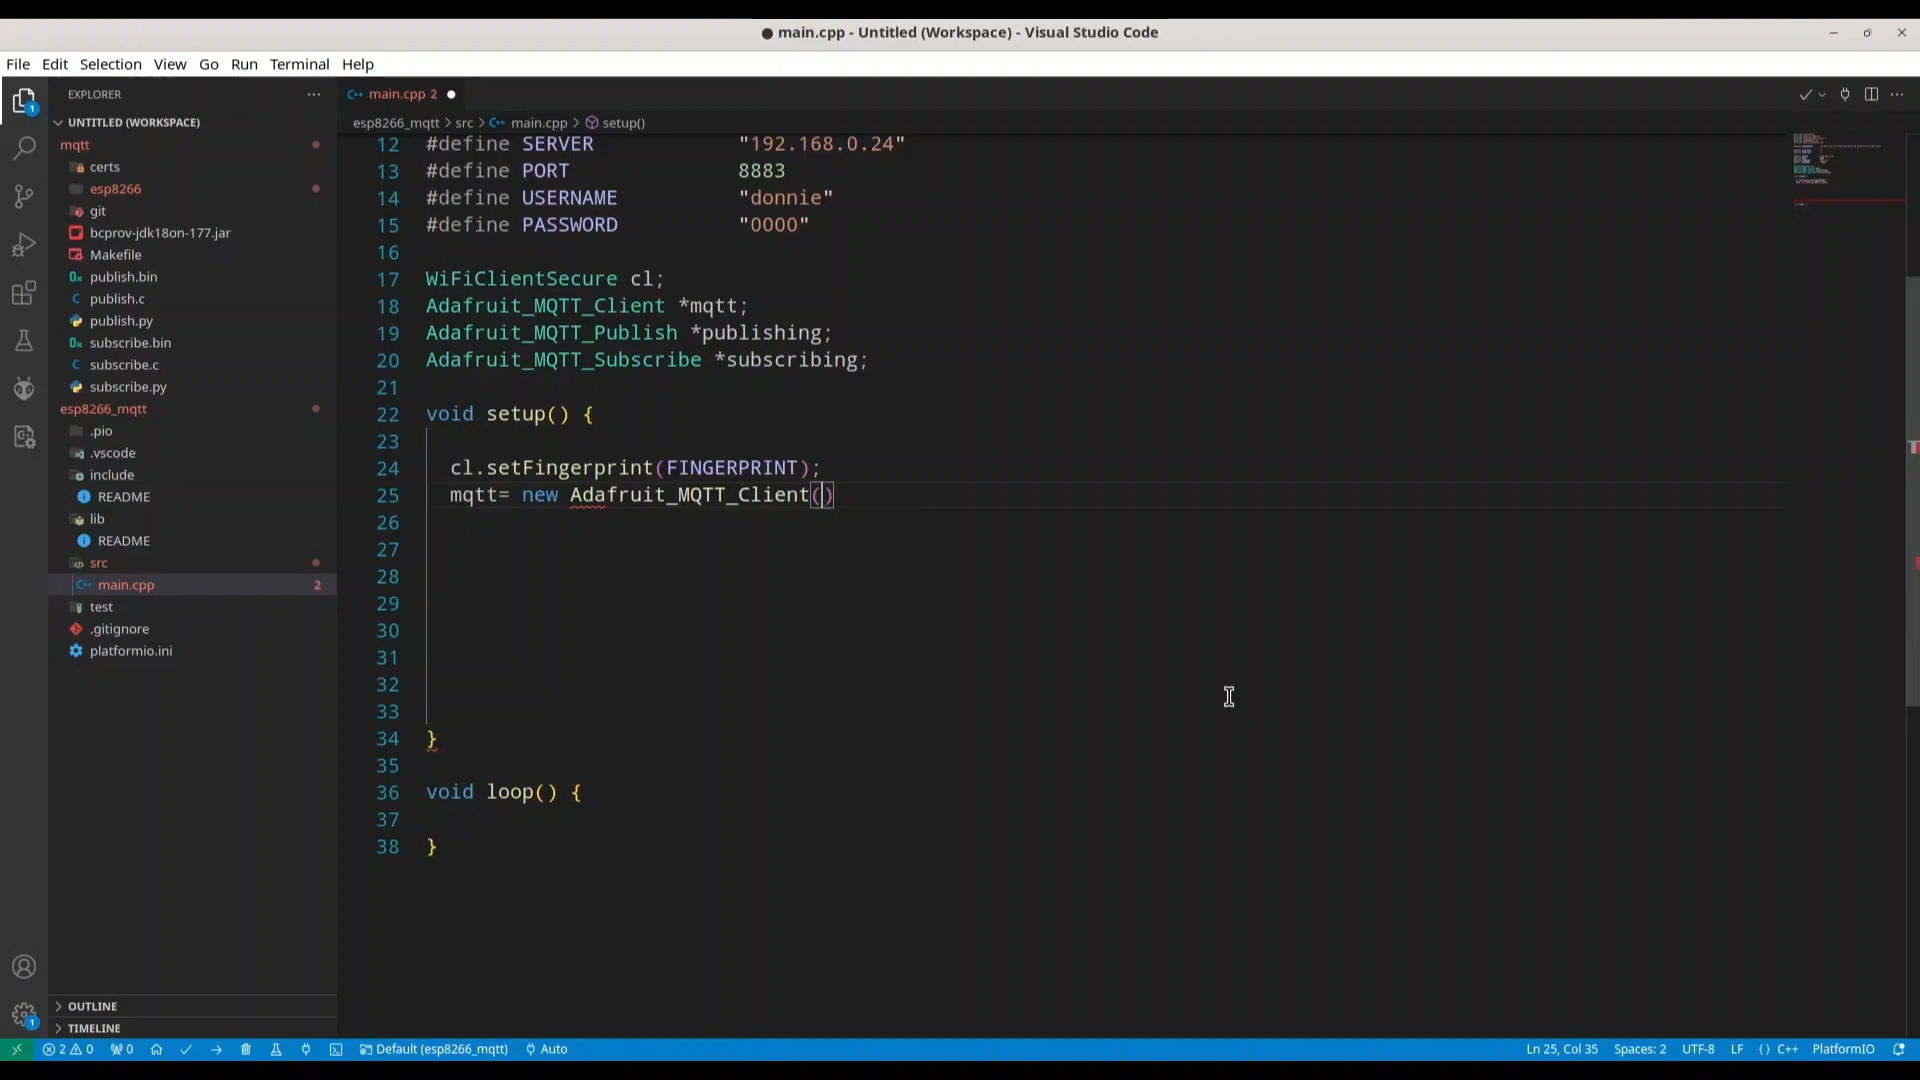 main.cpp - Untitled (Workspace) - Visual Studio Code
File Edit Selection View Go Run Terminal Help
EXPLORER
UNTITLED (WORKSPACE)
mqtt
certs
esp8266
git
bcprov-jdk18on-177.jar
Makefile
publish.bin
publish.c
publish.py
subscribe.bin
subscribe.c
subscribe.py
esp8266_mqtt
.pio
.vscode
include
README
lib
README
src
main.cpp 2
test
.gitignore
platformio.ini
OUTLINE
TIMELINE
1
1
main.cpp 2
esp8266_mqtt > src > main.cpp > setup()
12 #define SERVER "192.168.0.24"
13 #define PORT 8883
14 #define USERNAME "donnie"
15 #define PASSWORD "0000"
16
17 WiFiClientSecure cl;
18 Adafruit_MQTT_Client *mqtt;
19 Adafruit_MQTT_Publish *publishing;
20 Adafruit_MQTT_Subscribe *subscribing;
21
22 void setup() {
23
24 cl.setFingerprint(FINGERPRINT);
25 mqtt= new Adafruit_MQTT_Client()
26
27
28
29
30
31
32
33
34 }
35
36 void loop() {
37
38 }
2 0 0 Default (esp8266_mqtt) Auto Ln 25, Col 35 Spaces: 2 UTF-8 LF {} C++ PlatformIO